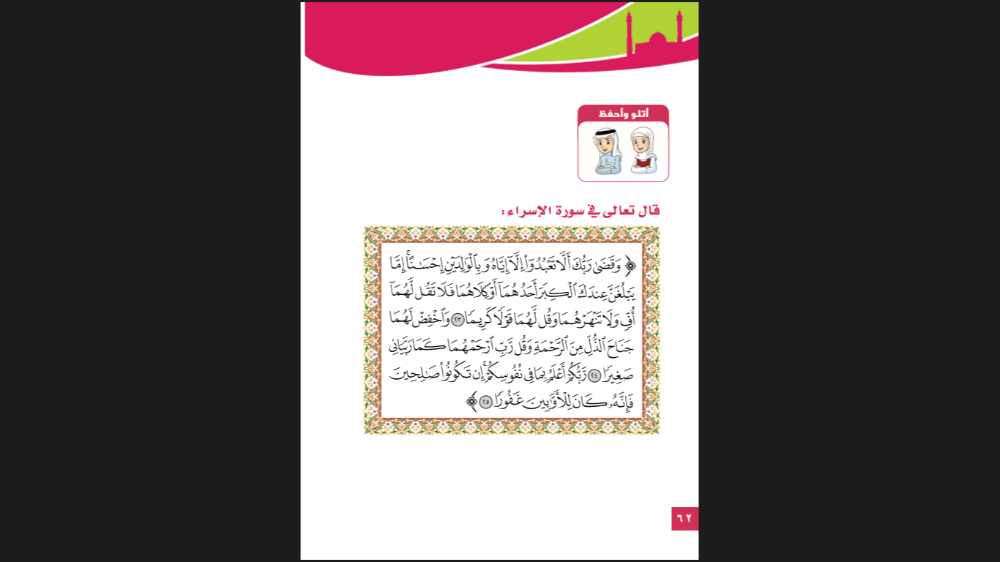 أتلو وأحفظ
قال تعالى في سورة الإسراء:
﴿ وَقَضَىٰ رَبُّكَ أَلَّا تَعْبُدُوٓا۟ إِلَّآ إِيَّاهُ وَبِٱلْوَٰلِدَيْنِ إِحْسَـٰنًا ۚ إِمَّا
يَبْلُغَنَّ عِندَكَ ٱلْكِبَرَ أَحَدُهُمَآ أَوْ كِلَاهُمَا فَلَا تَقُل لَّهُمَآ
أُفٍّ وَلَا تَنْهَرْهُمَا وَقُل لَّهُمَا قَوْلًا كَرِيمًا ٢٣ وَٱخْفِضْ لَهُمَا
جَنَاحَ ٱلذُّلِّ مِنَ ٱلرَّحْمَةِ وَقُل رَّبِّ ٱرْحَمْهُمَا كَمَا رَبَّيَانِى
صَغِيرًا ٢٤ رَّبُّكُمْ أَعْلَمُ بِمَا فِى نُفُوسِكُمْ ۚ إِن تَكُونُوا۟ صَـٰلِحِينَ
فَإِنَّهُۥ كَانَ لِلْأَوَّٰبِينَ غَفُورًا ٢٥ ﴾
٦٢